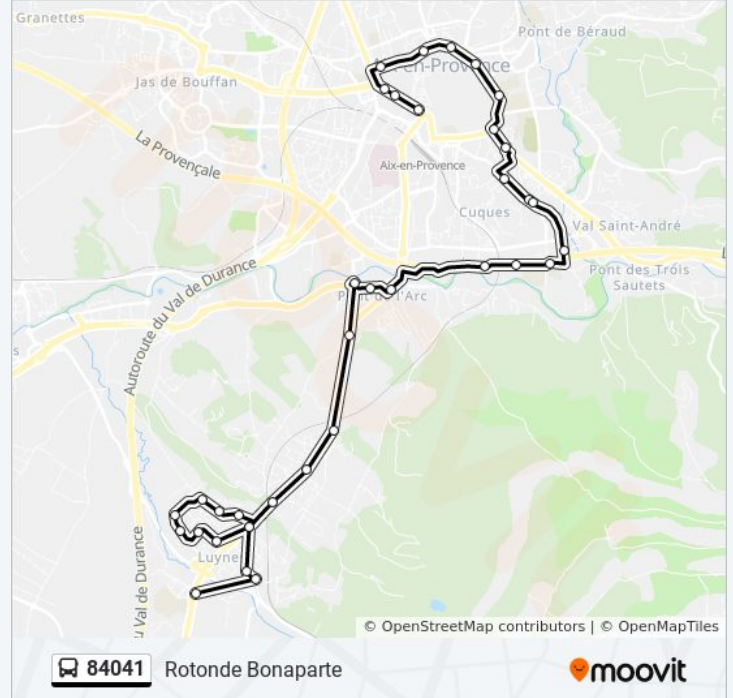 Granettes
Pont de Béraud
-en-Provence
Jas de Bouffan
La Provençale
Aix-en-Provence
Cuques
Val Saint-André
L
Autoroute du Val de Durance
Pont des Trois
Sautets
P t de l'Arc
s
Luyne
u Val de Durance
© OpenStreetMap contributors | © OpenMapTiles
84041 Rotonde Bonaparte
moovit